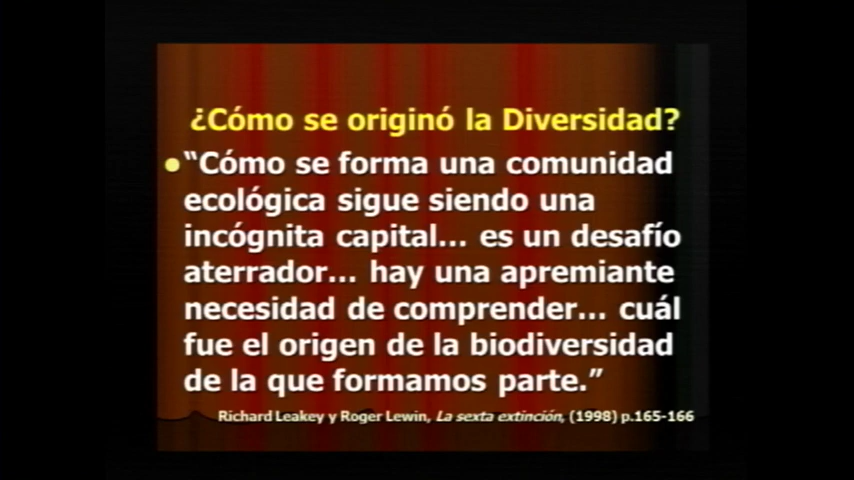 ¿Cómo se originó la Diversidad?
●“Cómo se forma una comunidad
ecológica sigue siendo una
incógnita capital... es un desafío
aterrador... hay una apremiante
necesidad de comprender... cuál
fue el origen de la biodiversidad
de la que formamos parte.”
Richard Leakey y Roger Lewin, La sexta extinción, (1998) p.165-166